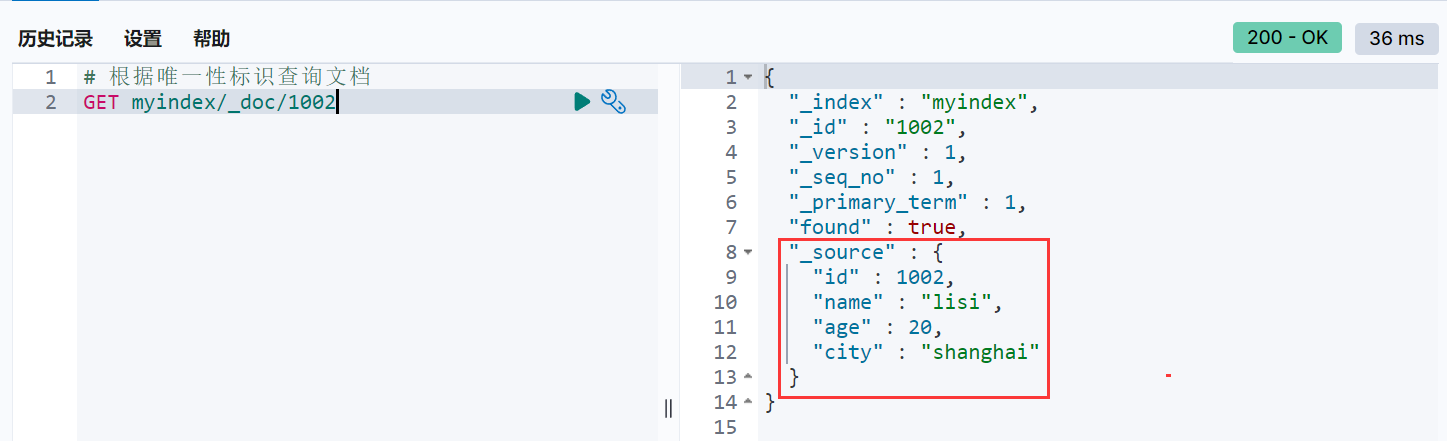 历史记录 设置 帮助 200 - OK 36 ms
1 # 根据唯一性标识查询文档
2 GET myindex/_doc/1002
1 {
2 "_index" : "myindex",
3 "_id" : "1002",
4 "_version" : 1,
5 "_seq_no" : 1,
6 "_primary_term" : 1,
7 "found" : true,
8 "_source" : {
9 "id" : 1002,
10 "name" : "lisi",
11 "age" : 20,
12 "city" : "shanghai"
13 }
14 }
15